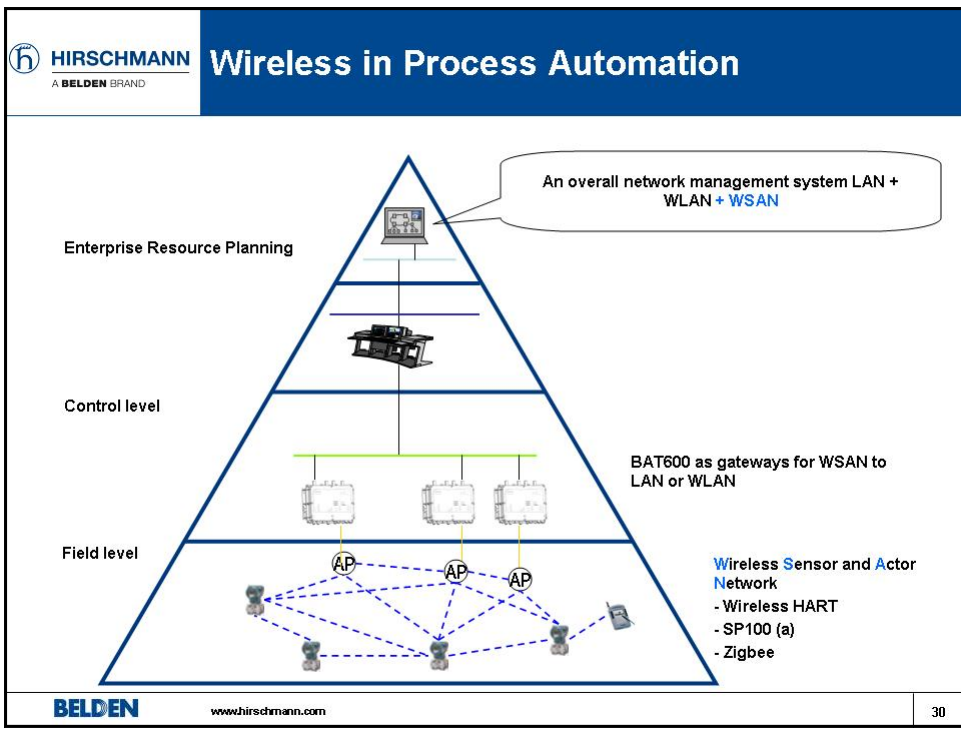 HIRSCHMANN
A BELDEN BRAND
Wireless in Process Automation
An overall network management system LAN +
WLAN + WSAN
Enterprise Resource Planning
Control level
BAT600 as gateways for WSAN to
LAN or WLAN
Field level
AP
AP
AP
Wireless Sensor and Actor
Network
- Wireless HART
- SP100 (a)
- Zigbee
BELDEN
www.hirschmann.com
30